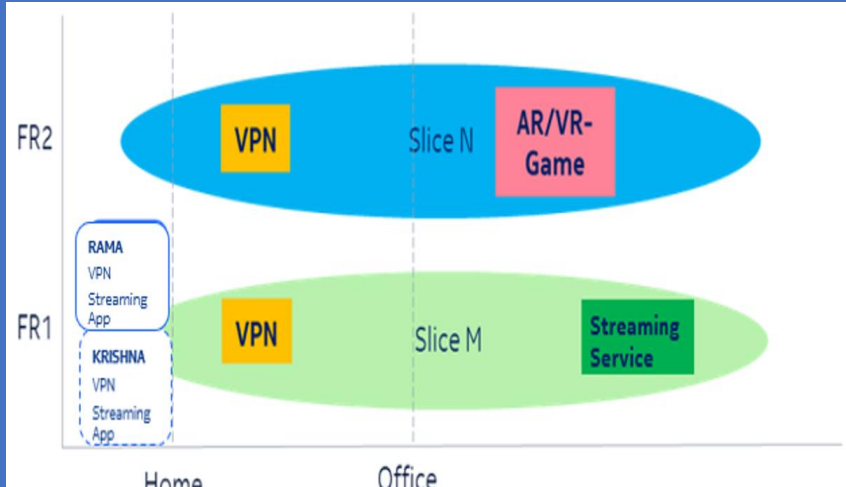 FR2
VPN
Slice N
AR/VR-
Game
RAMA
VPN
Streaming
App
FR1
KRISHNA
VPN
Streaming
App
VPN
Slice M
Streaming
Service
Home
Office